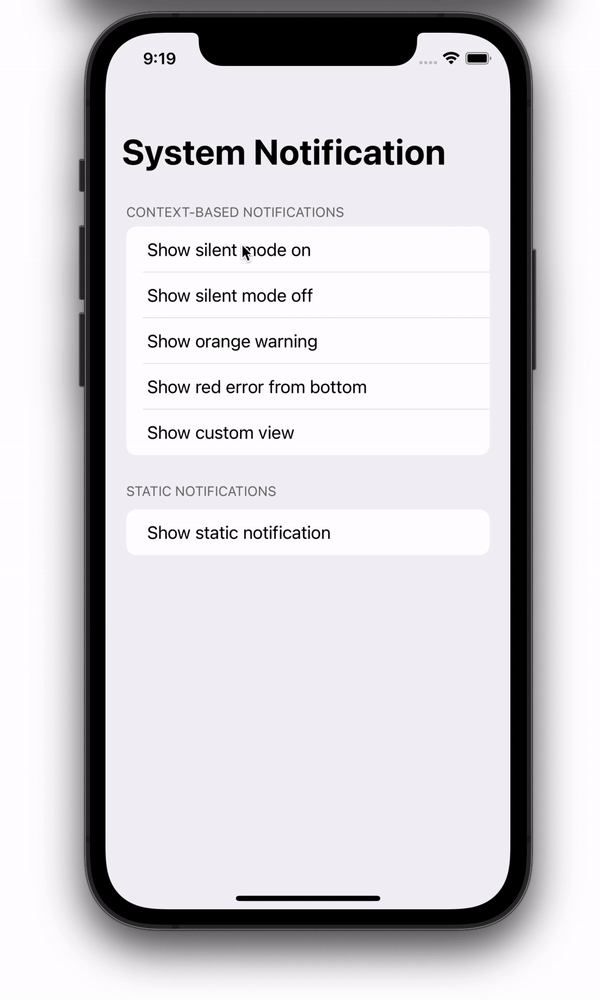 9:19
System Notification
CONTEXT-BASED NOTIFICATIONS
Show silent mode on
Show silent mode off
Show orange warning
Show red error from bottom
Show custom view
STATIC NOTIFICATIONS
Show static notification